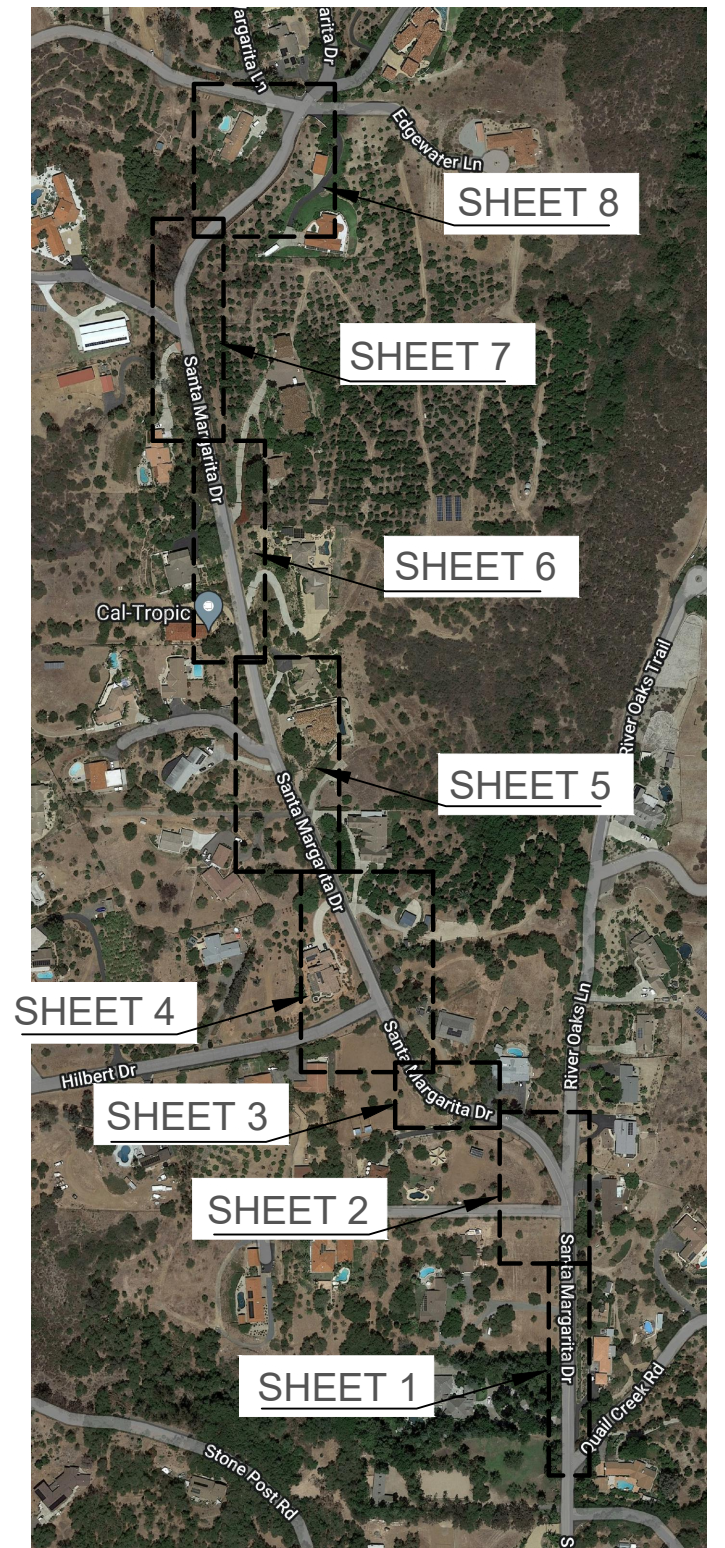 argarita Ln
arita Dr
Edgewater Ln
SHEET 8
SHEET 7
Santa Margarita Dr
SHEET 6
Cal-Tropic
River Oaks Trail
SHEET 5
Santa Margarita Dr
SHEET 4
River Oaks Ln
Santa Margarita Dr
Hilbert Dr
SHEET 3
SHEET 2
Santa Margarita Dr
SHEET 1
Quail Creek Rd
Stone Post Rd
S